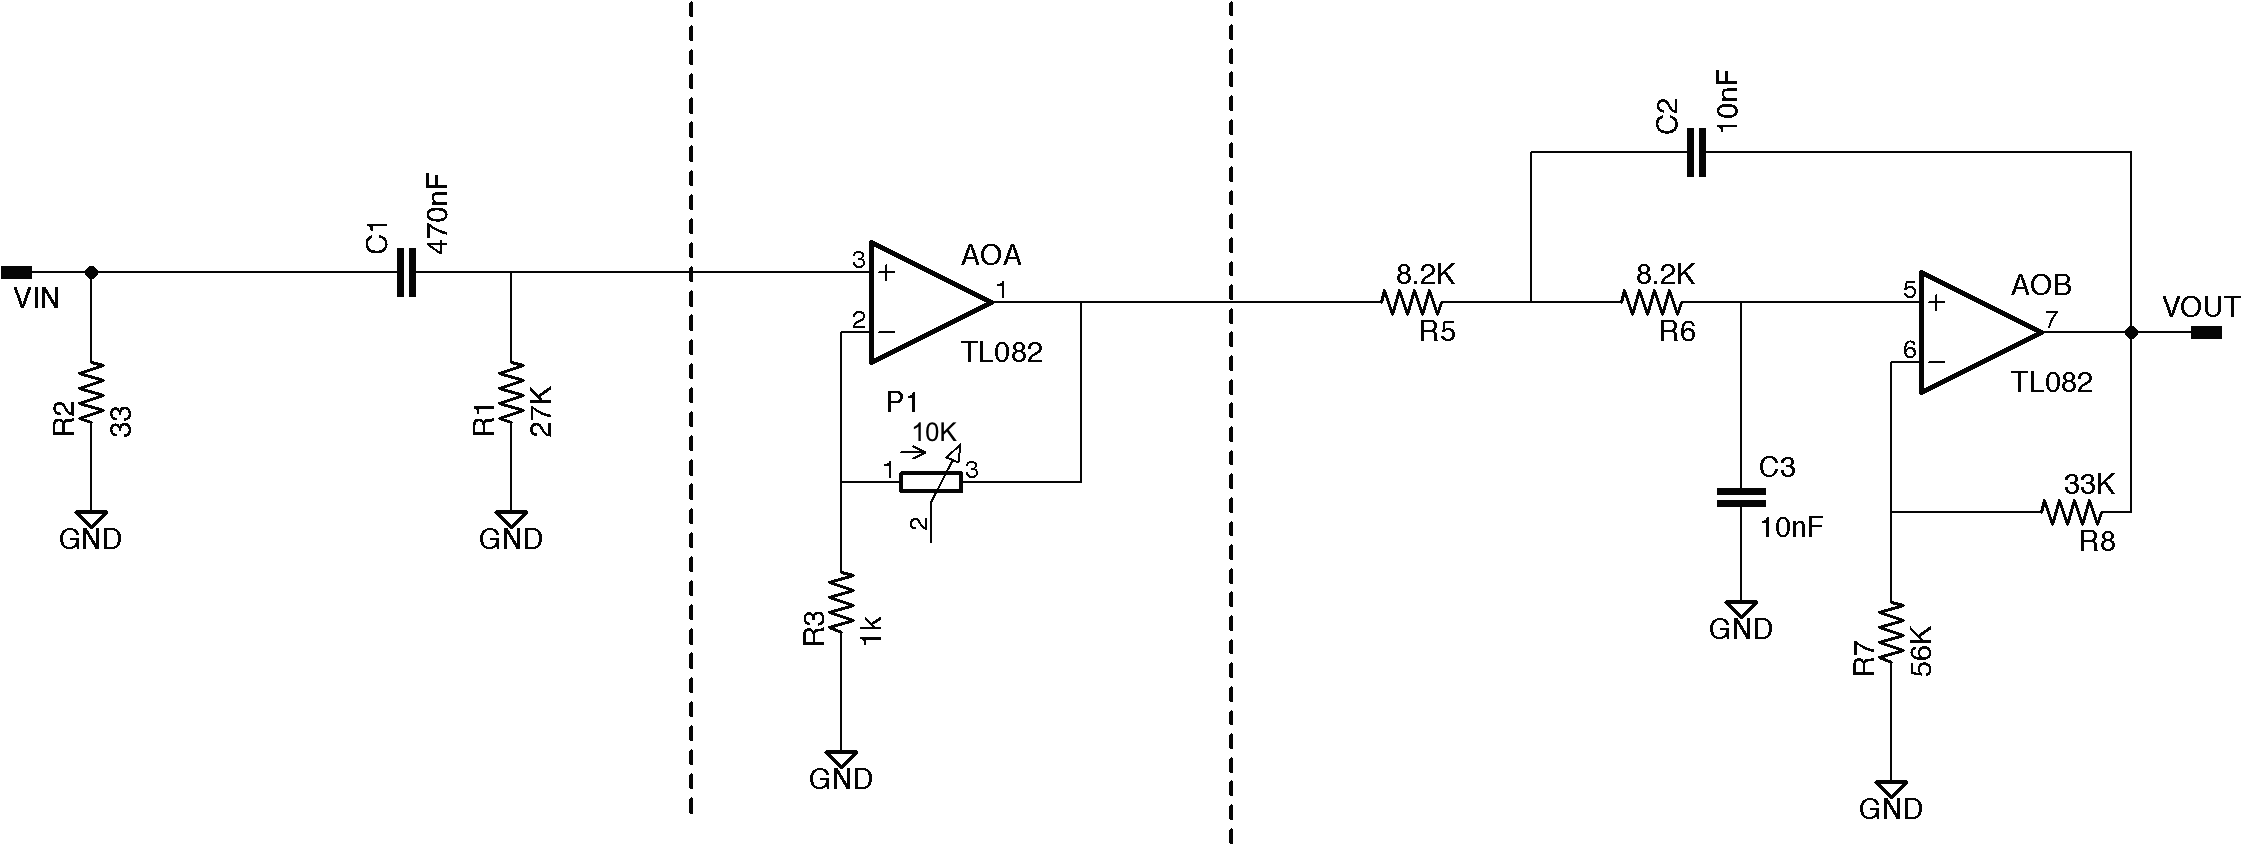 VIN
R2
33
GND
C1
470nF
R1
27K
GND
3
+
2
−
1
AOA
TL082
P1
10K
1
3
2
R3
1k
GND
8.2K
R5
C2
10nF
8.2K
R6
C3
10nF
GND
5
+
6
−
7
AOB
TL082
33K
R8
R7
56K
GND
VOUT